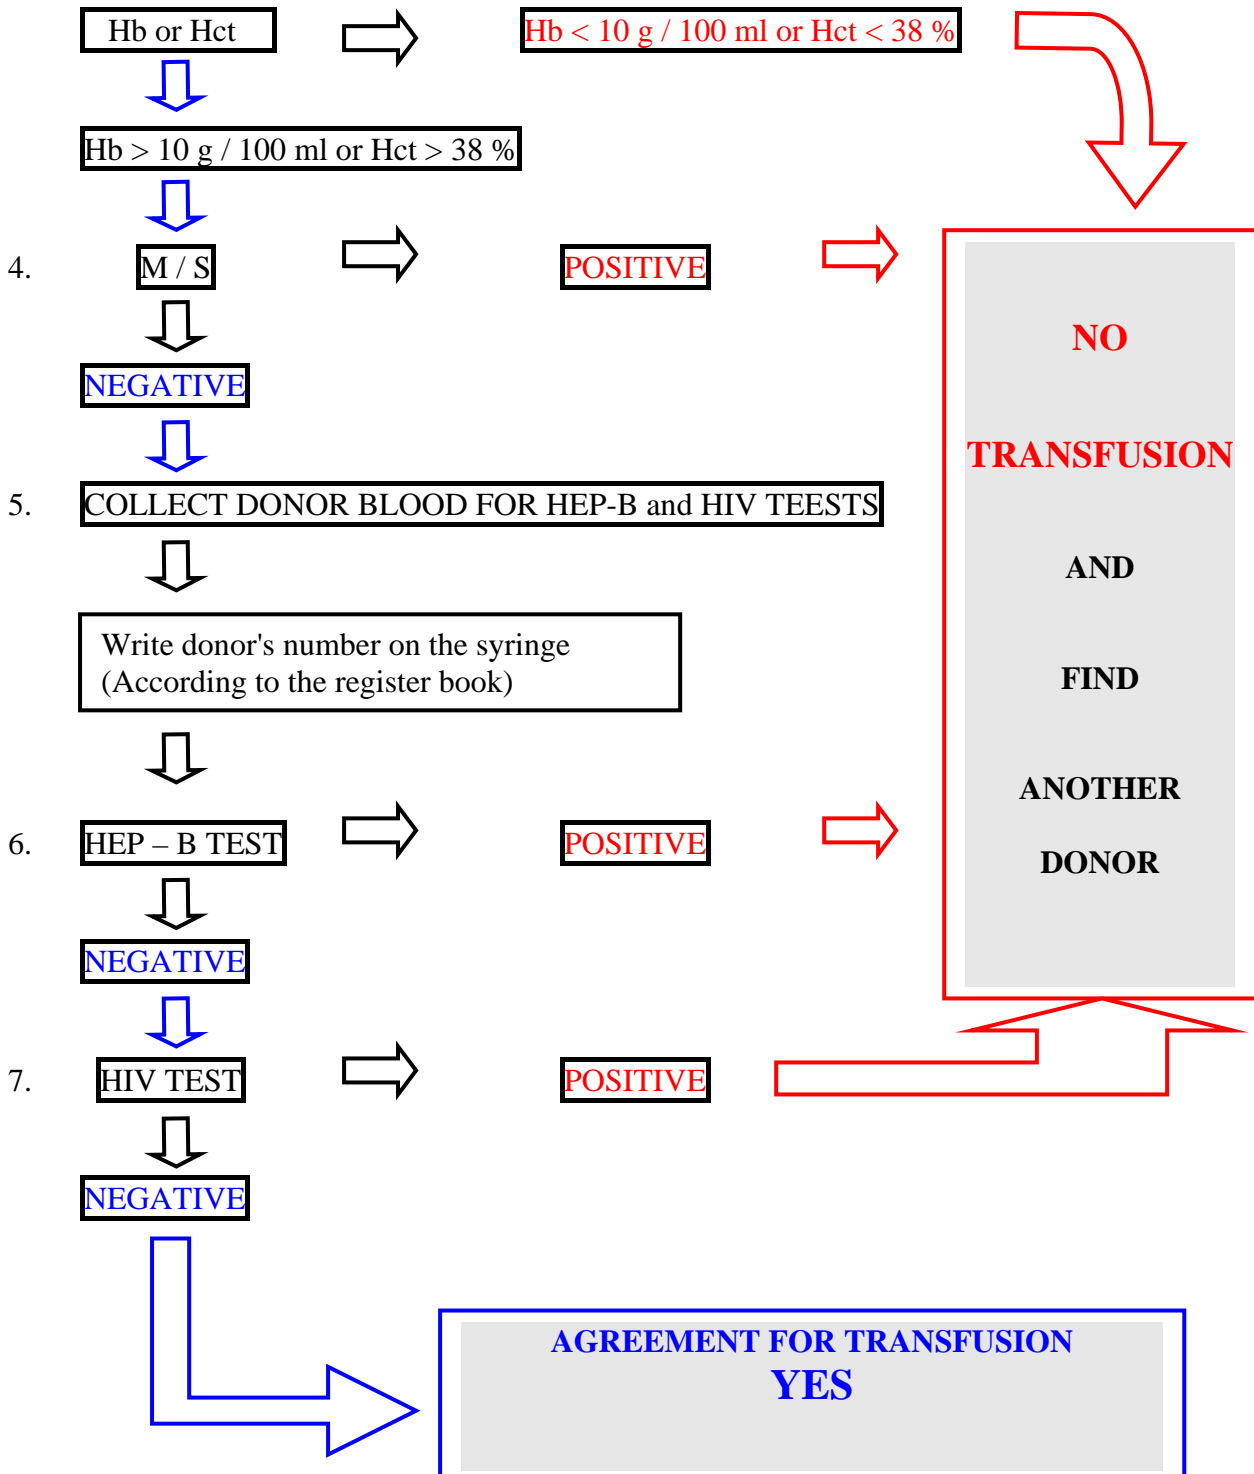 Hb or Hct
Hb < 10 g / 100 ml or Hct < 38 %
Hb > 10 g / 100 ml or Hct > 38 %
4.
M / S
POSITIVE
NEGATIVE
5.
COLLECT DONOR BLOOD FOR HEP-B and HIV TEESTS
Write donor's number on the syringe
(According to the register book)
6.
HEP – B TEST
POSITIVE
NEGATIVE
7.
HIV TEST
POSITIVE
NEGATIVE
NO
TRANSFUSION
AND
FIND
ANOTHER
DONOR
AGREEMENT FOR TRANSFUSION
YES